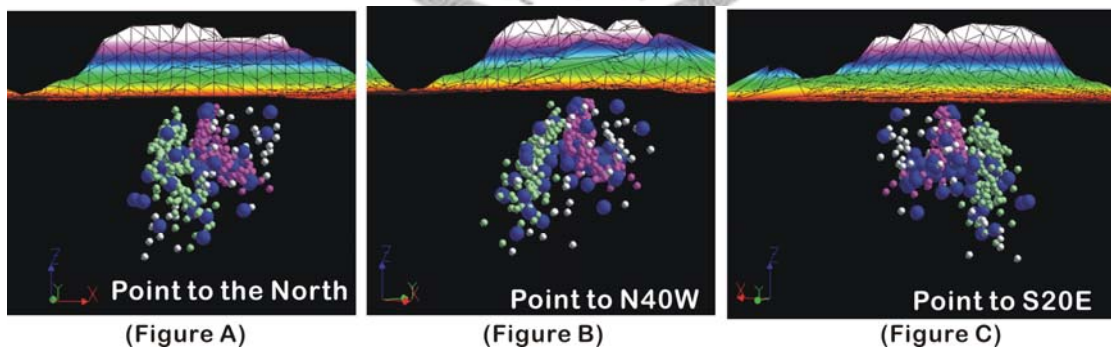 Z
Y
X
Point to the North
(Figure A)
Z
Y
X
Point to N40W
(Figure B)
Z
X
Y
Point to S20E
(Figure C)